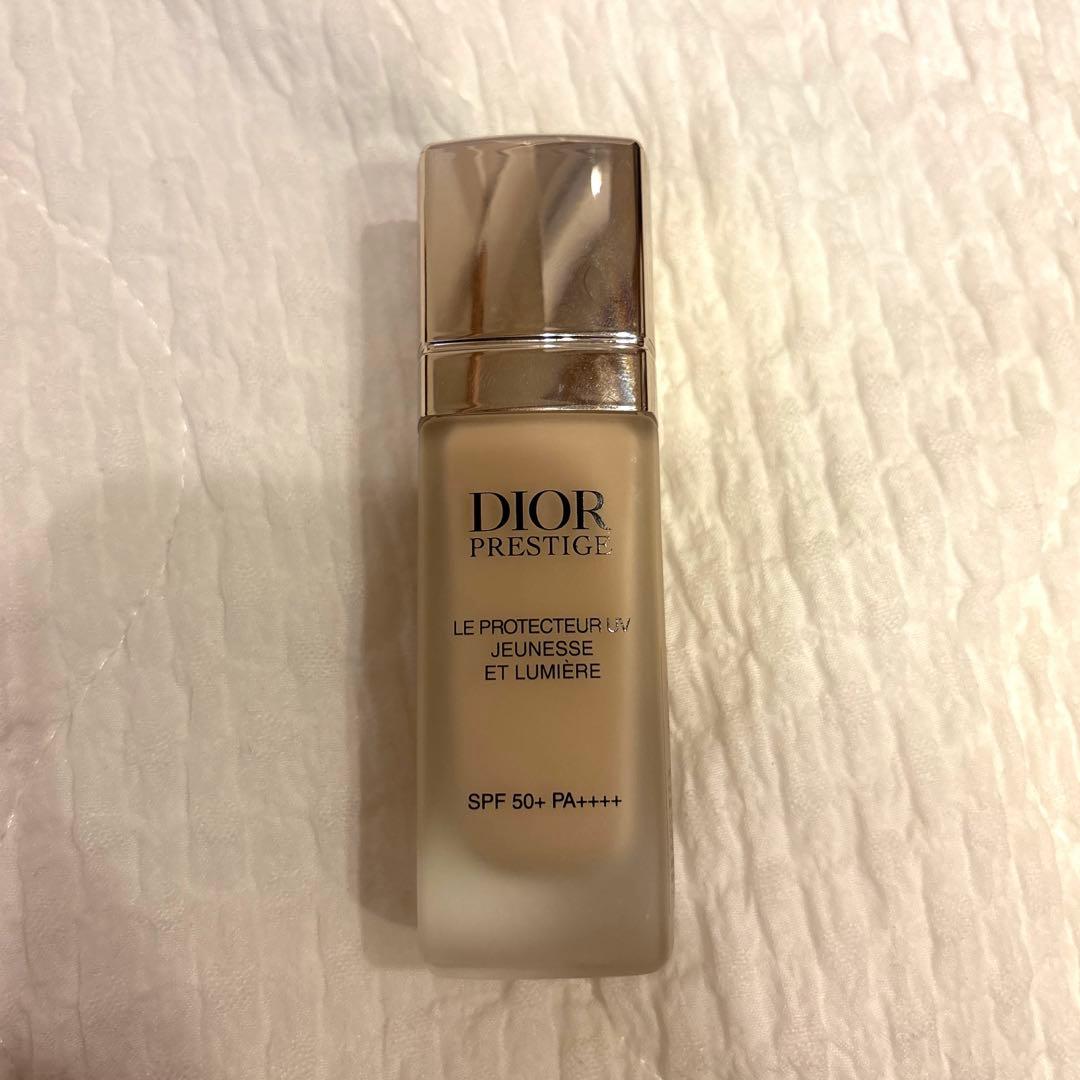 DIOR
PRESTIGE
LE PROTECTEUR UV
JEUNESSE
ET LUMIÈRE
SPF 50+ PA++++